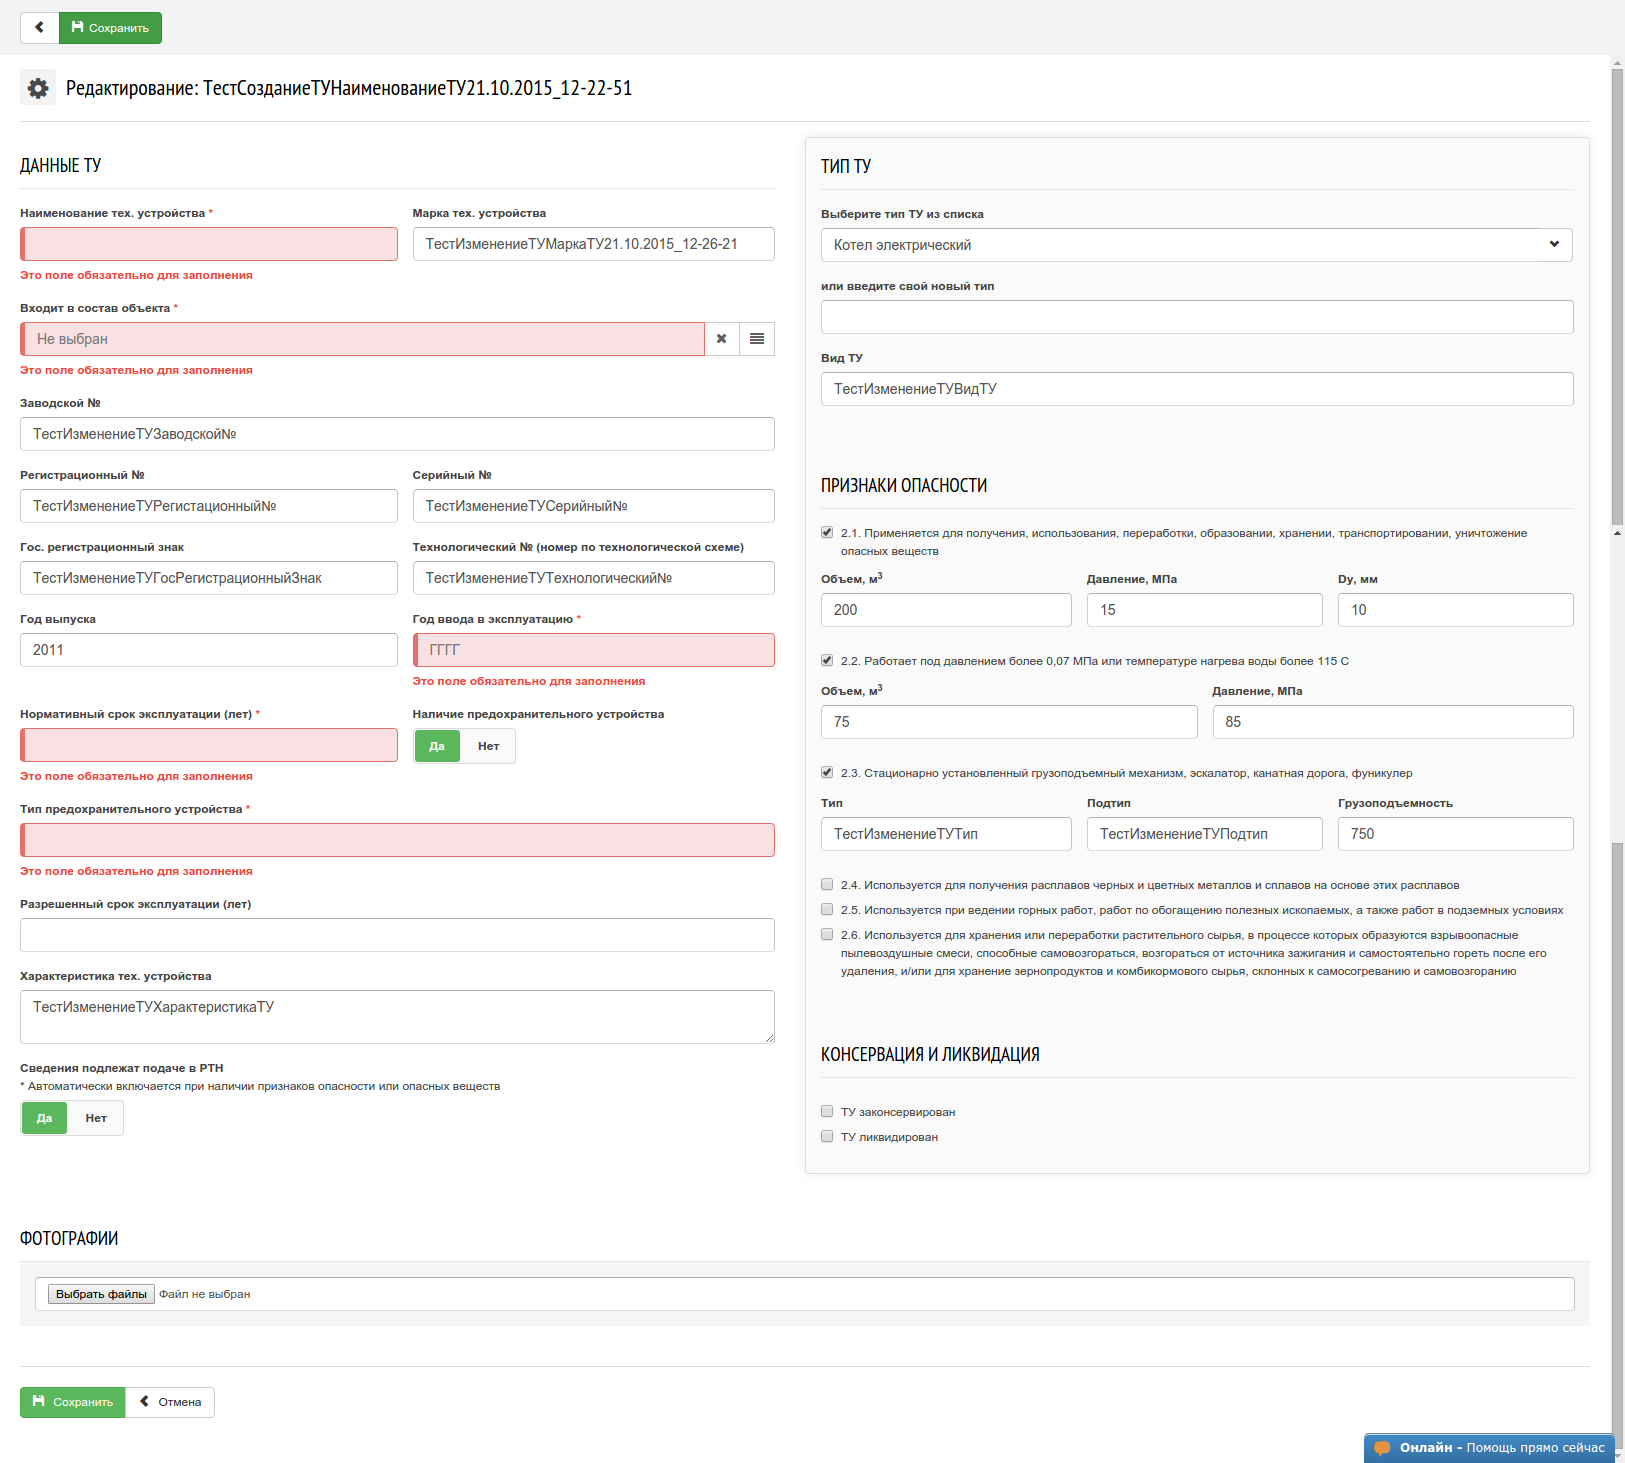 Сохранить
Редактирование: ТестСозданиеТУНаименованиеТУ21.10.2015_12-22-51
ДАННЫЕ ТУ
Наименование тех. устройства *
Марка тех. устройства
ТестИзменениеТУМаркаТУ21.10.2015_12-26-21
Это поле обязательно для заполнения
Входит в состав объекта *
Не выбран
Это поле обязательно для заполнения
Заводской №
ТестИзменениеТУЗаводской№
Регистрационный №
Серийный №
ТестИзменениеТУРегистационный№
ТестИзменениеТУСерийный№
Гос. регистрационный знак
Технологический № (номер по технологической схеме)
ТестИзменениеТУГосРегистрационныйЗнак
ТестИзменениеТУТехнологический№
Год выпуска
Год ввода в эксплуатацию *
2011
ГГГГ
Это поле обязательно для заполнения
Нормативный срок эксплуатации (лет) *
Наличие предохранительного устройства
Да
Нет
Это поле обязательно для заполнения
Тип предохранительного устройства *
Это поле обязательно для заполнения
Разрешенный срок эксплуатации (лет)
Характеристика тех. устройства
ТестИзменениеТУХарактеристикаТУ
Сведения подлежат подаче в РТН
* Автоматически включается при наличии признаков опасности или опасных веществ
Да
Нет
ТИП ТУ
Выберите тип ТУ из списка
Котел электрический
или введите свой новый тип
Вид ТУ
ТестИзменениеТУВидТУ
ПРИЗНАКИ ОПАСНОСТИ
2.1. Применяется для получения, использования, переработки, образовании, хранении, транспортировании, уничтожение
опасных веществ
Объем, м3
Давление, МПа
Dy, мм
200
15
10
2.2. Работает под давлением более 0,07 МПа или температуре нагрева воды более 115 С
Объем, м3
Давление, МПа
75
85
2.3. Стационарно установленный грузоподъемный механизм, эскалатор, канатная дорога, фуникулер
Тип
Подтип
Грузоподъемность
ТестИзменениеТУТип
ТестИзменениеТУПодтип
750
2.4. Используется для получения расплавов черных и цветных металлов и сплавов на основе этих расплавов
2.5. Используется при ведении горных работ, работ по обогащению полезных ископаемых, а также работ в подземных условиях
2.6. Используется для хранения или переработки растительного сырья, в процессе которых образуются взрывоопасные
пылевоздушные смеси, способные самовозгораться, возгораться от источника зажигания и самостоятельно гореть после его
удаления, и/или для хранение зернопродуктов и комбикормового сырья, склонных к самосогреванию и самовозгоранию
КОНСЕРВАЦИЯ И ЛИКВИДАЦИЯ
ТУ законсервирован
ТУ ликвидирован
ФОТОГРАФИИ
Выбрать файлы Файл не выбран
Сохранить
Отмена
Онлайн - Помощь прямо сейчас